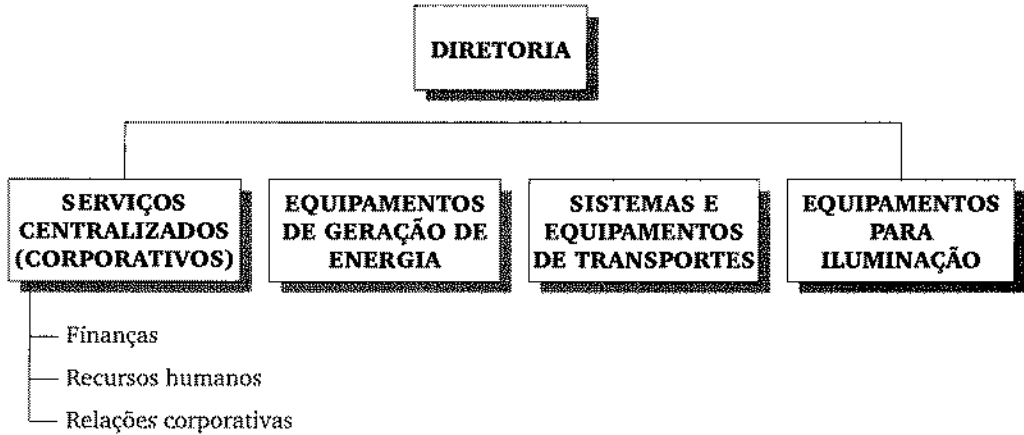 DIRETORIA
SERVIÇOS
CENTRALIZADOS
(CORPORATIVOS)
EQUIPAMENTOS
DE GERAÇÃO DE
ENERGIA
SISTEMAS E
EQUIPAMENTOS
DE TRANSPORTES
EQUIPAMENTOS
PARA
ILUMINAÇÃO
Finanças
Recursos humanos
Relações corporativas